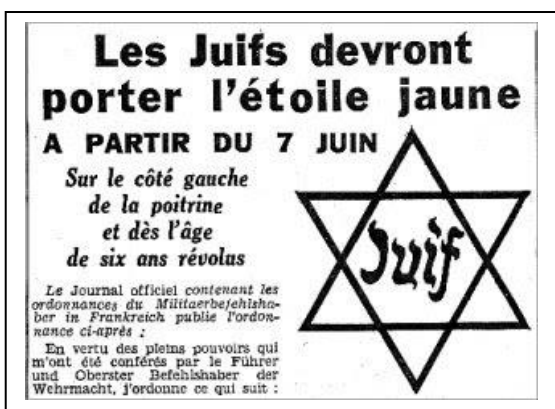 Les Juifs devront
porter l'étoile jaune
A PARTIR DU 7 JUIN
Sur le côté gauche
de la poitrine
et dès l'âge
de six ans révolus
Juif
Le Journal officiel contenant les
ordonnances du Militaerbefehlsha-
ber in Frankreich publie l'ordon-
nance ci-après :
En vertu des pleins pouvoirs qui
m'ont été conférés par le Führer
und Oberster Befehlshaber der
Wehrmacht, j'ordonne ce qui suit :